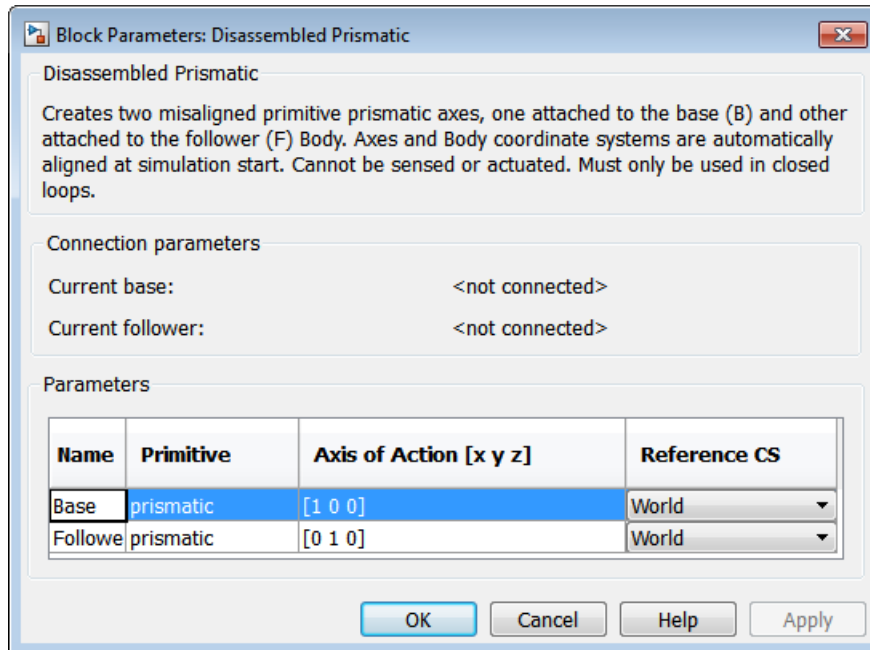 Block Parameters: Disassembled Prismatic
Disassembled Prismatic
Creates two misaligned primitive prismatic axes, one attached to the base (B) and other
attached to the follower (F) Body. Axes and Body coordinate systems are automatically
aligned at simulation start. Cannot be sensed or actuated. Must only be used in closed
loops.
Connection parameters
Current base: <not connected>
Current follower: <not connected>
Parameters
Name Primitive Axis of Action [x y z] Reference CS
Base prismatic [1 0 0] World
Followe prismatic [0 1 0] World
OK Cancel Help Apply